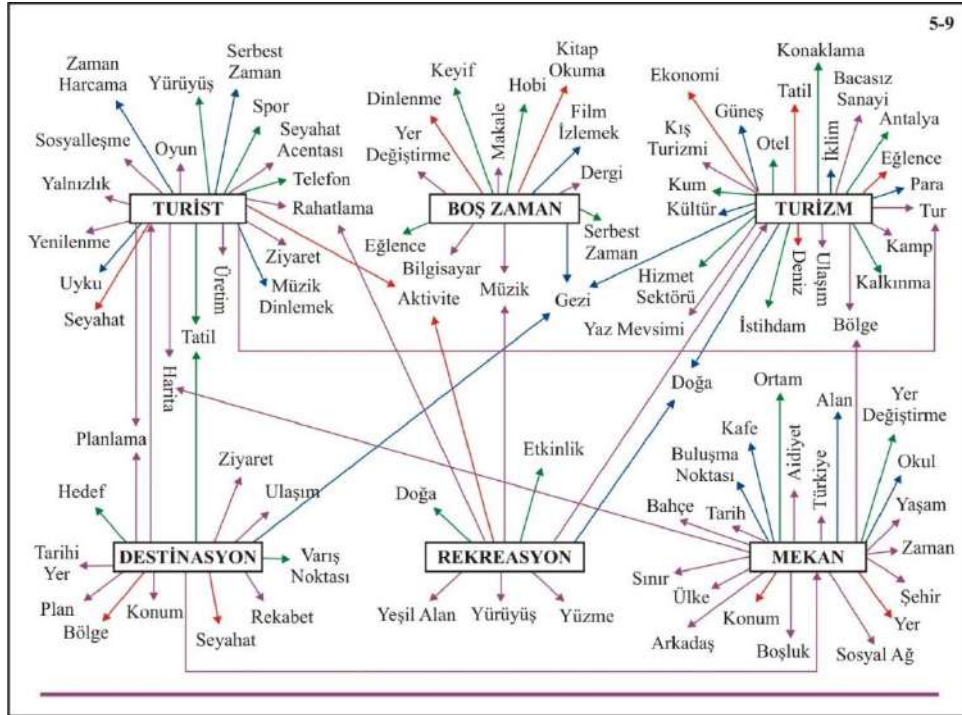 5-9
Zaman
Harcama
Yürüyüş
Serbest
Zaman
Spor
Seyahat
Acentası
Telefon
Rahatlama
Sosyalleşme
Oyun
Yalnızlık
TURİST
Yenilenme
Uyku
Seyahat
Üretim
Ziyaret
Müzik
Dinlemek
Tatil
Harita
Planlama
Keyif
Dinlenme
Yer
Değiştirme
Makale
Hobi
Kitap
Okuma
Film
İzlemek
Dergi
BOŞ ZAMAN
Eğlence
Bilgisayar
Aktivite
Müzik
Serbest
Zaman
Gezi
Konaklama
Ekonomi
Güneş
Tatil
Bacasız
Sanayi
Antalya
Kış
Turizmi
Otel
İklim
Eğlence
Kum
Kültür
TURİZM
Para
Tur
Kamp
Hizmet
Sektörü
Deniz
Ulaşım
Kalkınma
Yaz Mevsimi
İstihdam
Bölge
Doğa
Hedef
Ziyaret
Ulaşım
DESTİNASYON
Varış
Noktası
Tarihi
Yer
Plan
Bölge
Konum
Seyahat
Rekabet
Doğa
Etkinlik
REKREASYON
Yeşil Alan
Yürüyüş
Yüzme
Ortam
Alan
Yer
Değiştirme
Kafe
Buluşma
Noktası
Aidiyet
Türkiye
Okul
Bahçe
Tarih
Yaşam
MEKAN
Zaman
Sınır
Ülke
Şehir
Arkadaş
Konum
Yer
Boşluk
Sosyal Ağ